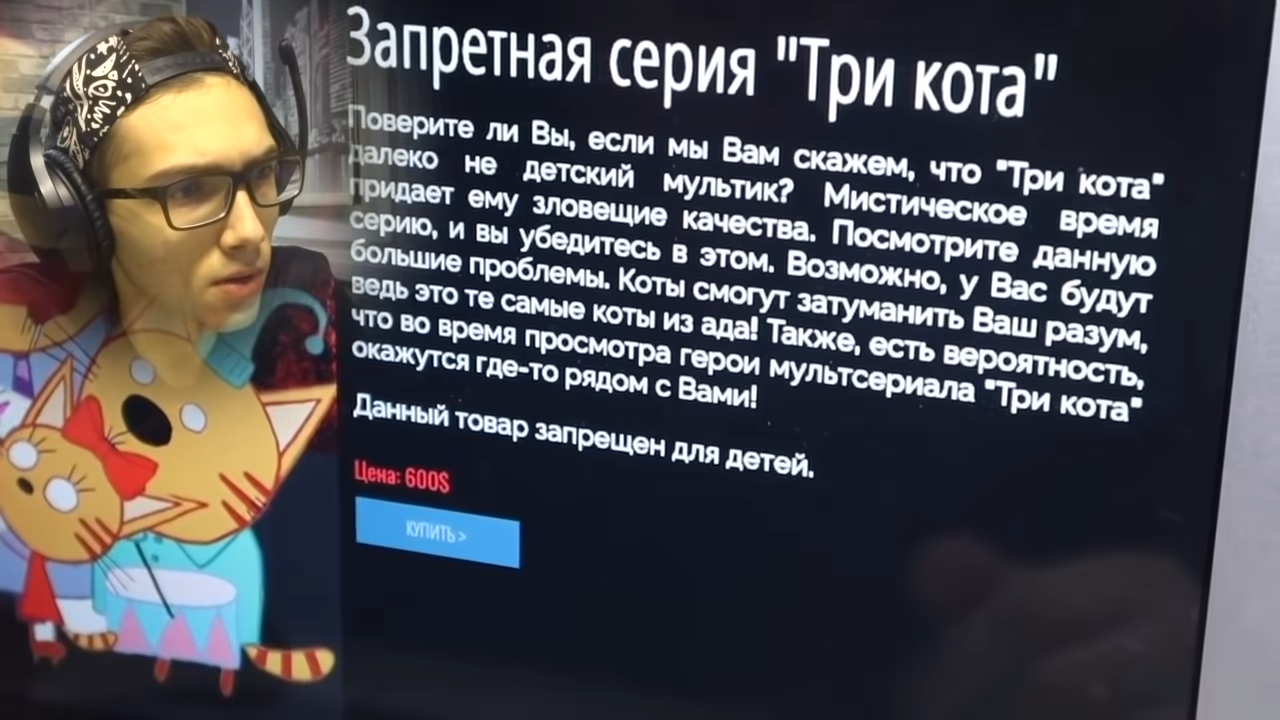 Запретная серия "Три кота"
Поверите ли Вы, если мы Вам скажем, что "Три кота"
далеко не детский мультик? Мистическое время
придает ему зловещие качества. Посмотрите данную
серию, и вы убедитесь в этом. Возможно, у Вас будут
большие проблемы. Коты смогут затуманить Ваш разум,
ведь это те самые коты из ада! Также, есть вероятность,
что во время просмотра герои мультсериала "Три кота"
окажутся где-то рядом с Вами!
Данный товар запрещен для детей.
Цена: 600$
КУПИТЬ >